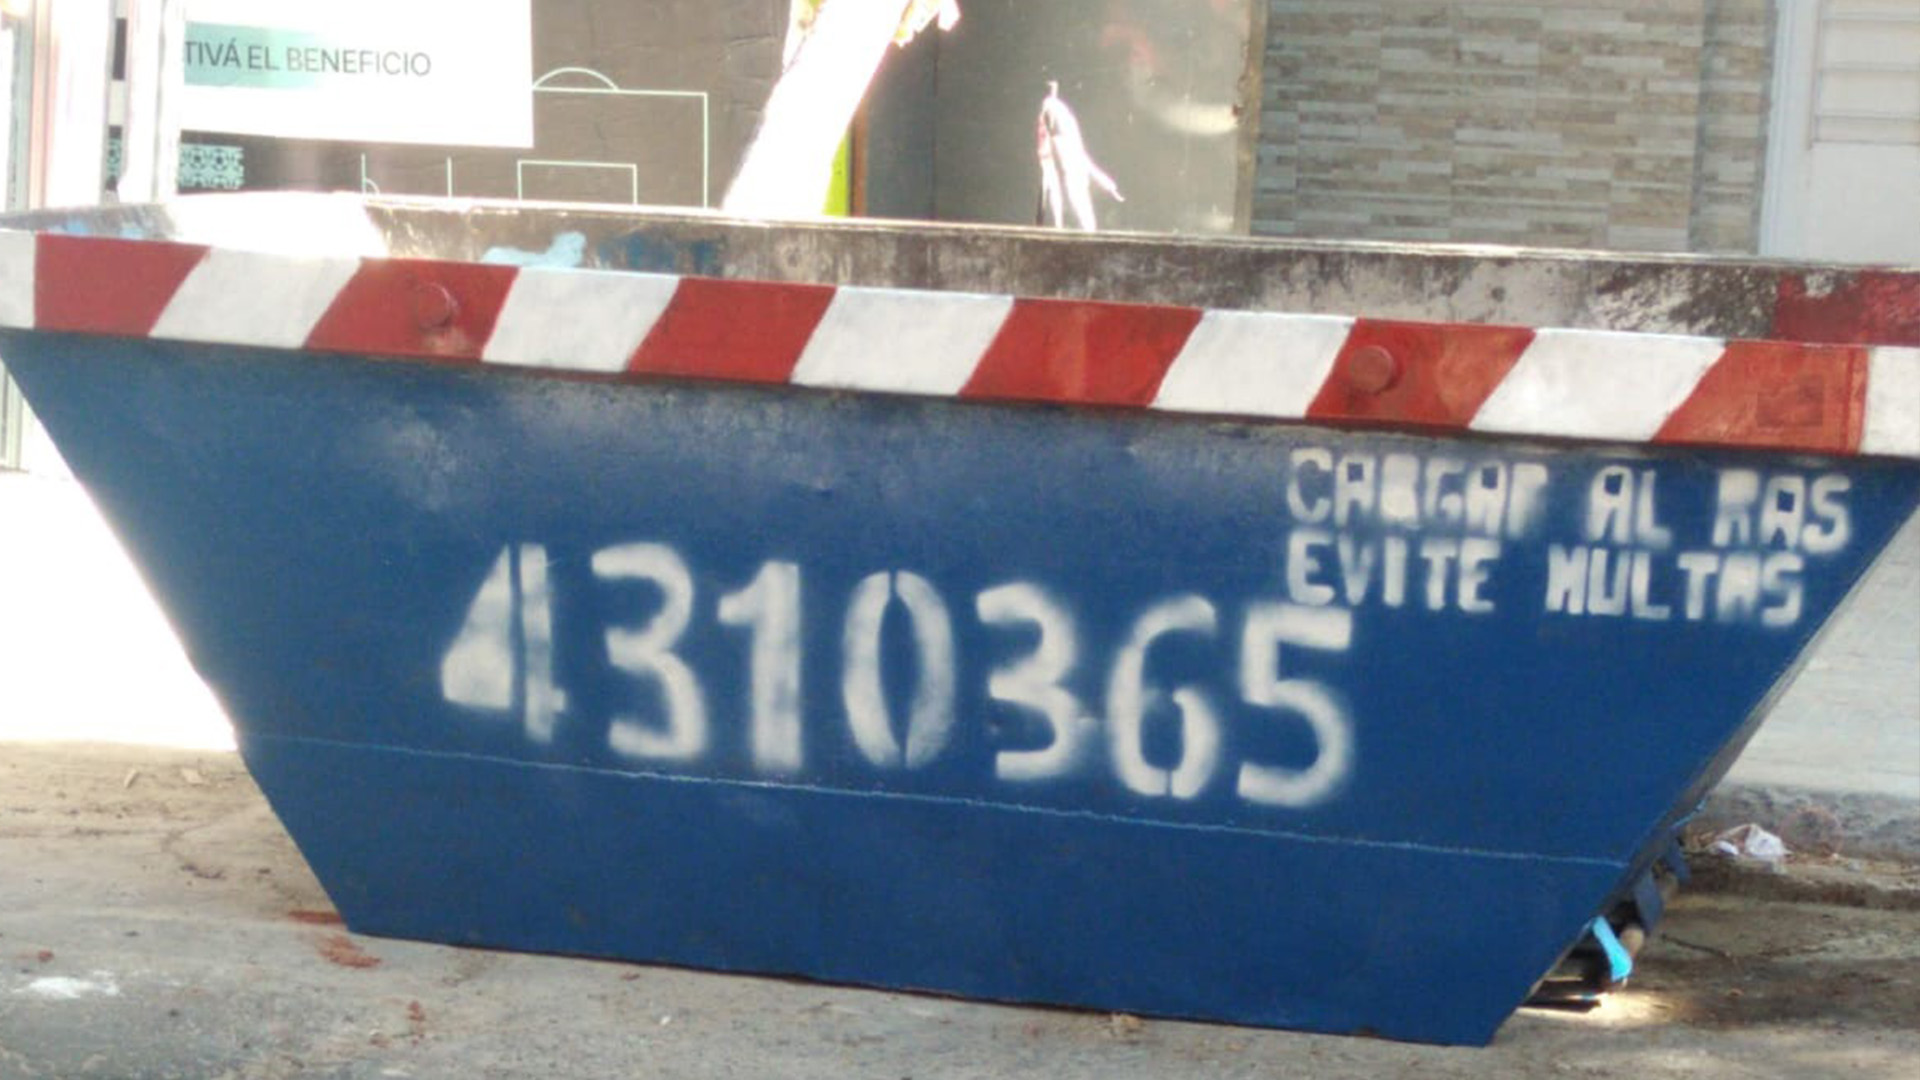 TIVÁ EL BENEFICIO
CARGAR AL RAS
EVITE MULTAS
4310365